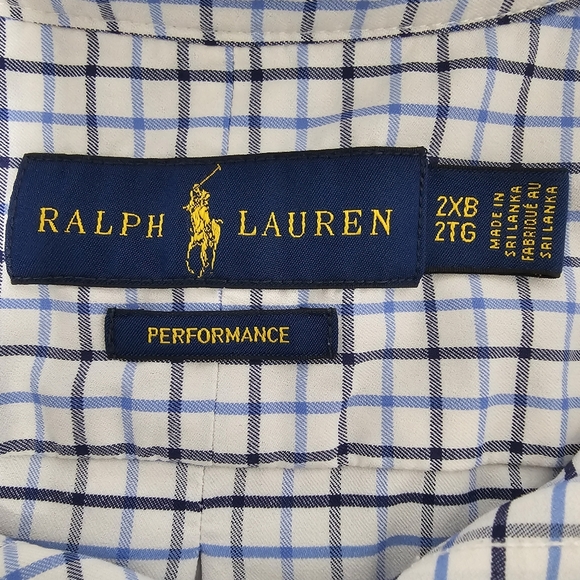 RALPH LAUREN
2XB
2TG
MADE IN
SRI LANKA
FABRIQUÉ AU
SRI LANKA
PERFORMANCE